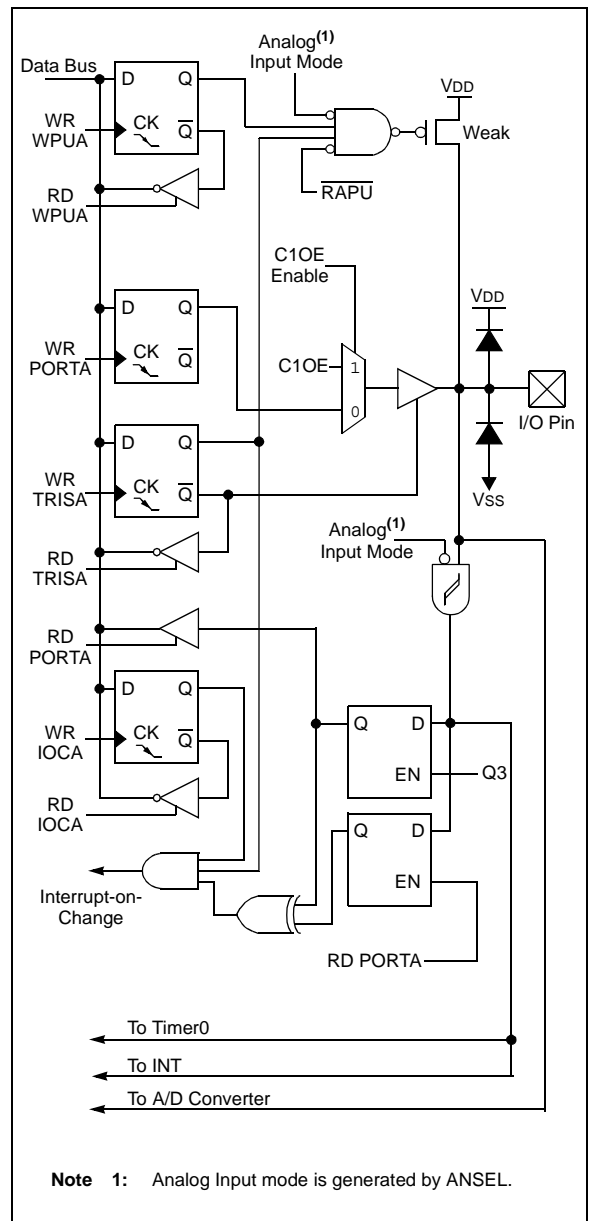 Analog(1)
Input Mode
Data Bus
D Q
VDD
WR
WPUA
CK
Q
Weak
RD
WPUA
RAPU
C1OE
Enable
D Q
VDD
WR
PORTA
CK
Q
C1OE
1
0
I/O Pin
D Q
WR
TRISA
CK
Q
VSS
Analog(1)
Input Mode
RD
TRISA
RD
PORTA
D Q
Q D
WR
IOCA
CK
Q
EN
Q3
RD
IOCA
Q D
EN
Interrupt-on-
Change
RD PORTA
To Timer0
To INT
To A/D Converter
Note 1: Analog Input mode is generated by ANSEL.